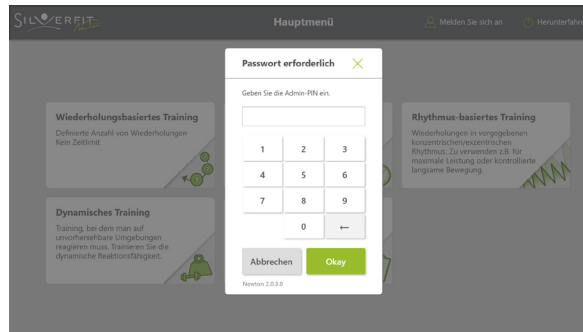 SILVERFIT
Hauptmenü
Melden Sie sich an
Herunterfahren
Passwort erforderlich
Geben Sie die Admin-PIN ein.
1 2 3
4 5 6
7 8 9
0 ←
Abbrechen Okay
Newton 2.0.3.0
Wiederholungsbasiertes Training
Definierte Anzahl von Wiederholungen
Kein Zeitlimit
Rhythmus-basiertes Training
Wiederholungen in vorgegebenen
konzentrischen/exzentrischen
Rhythmus. Zu verwenden z.B. für
maximale Leistung oder kontrollierte
langsame Bewegung.
Dynamisches Training
Training, bei dem man auf
unvorhersehbare Umgebungen
reagieren muss. Trainieren Sie die
dynamische Reaktionsfähigkeit.